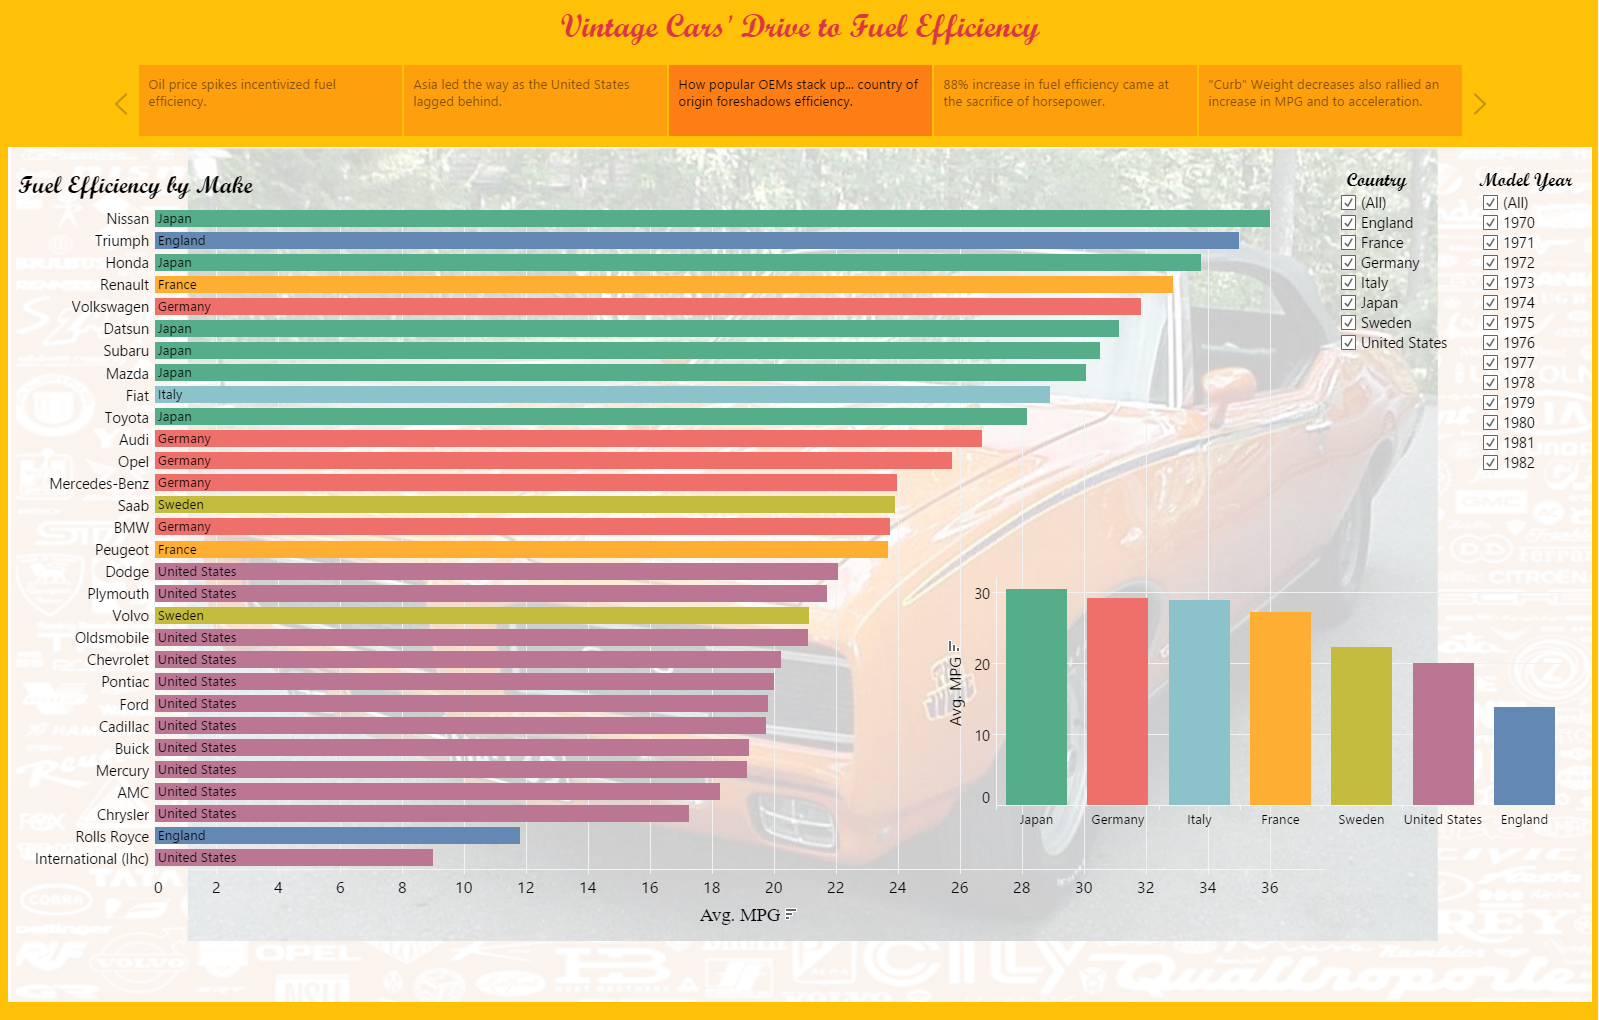 Vintage Cars' Drive to Fuel Efficiency
Oil price spikes incentivized fuel
efficiency.
Asia led the way as the United States
lagged behind.
How popular OEMs stack up... country of
origin foreshadows efficiency.
88% increase in fuel efficiency came at
the sacrifice of horsepower.
"Curb" Weight decreases also rallied an
increase in MPG and to acceleration.
Fuel Efficiency by Make
Nissan Japan
Triumph England
Honda Japan
Renault France
Volkswagen Germany
Datsun Japan
Subaru Japan
Mazda Japan
Fiat Italy
Toyota Japan
Audi Germany
Opel Germany
Mercedes-Benz Germany
Saab Sweden
BMW Germany
Peugeot France
Dodge United States
Plymouth United States
Volvo Sweden
Oldsmobile United States
Chevrolet United States
Pontiac United States
Ford United States
Cadillac United States
Buick United States
Mercury United States
AMC United States
Chrysler United States
Rolls Royce England
International (Ihc) United States
0 2 4 6 8 10 12 14 16 18 20 22 24 26 28 30 32 34 36
Avg. MPG
Country
(All)
England
France
Germany
Italy
Japan
Sweden
United States
Model Year
(All)
1970
1971
1972
1973
1974
1975
1976
1977
1978
1979
1980
1981
1982
Avg. MPG
30
20
10
0
Japan Germany Italy France Sweden United States England
OPEL
VOLVO
COBRA
GMC
CITROËN
Quattroporte